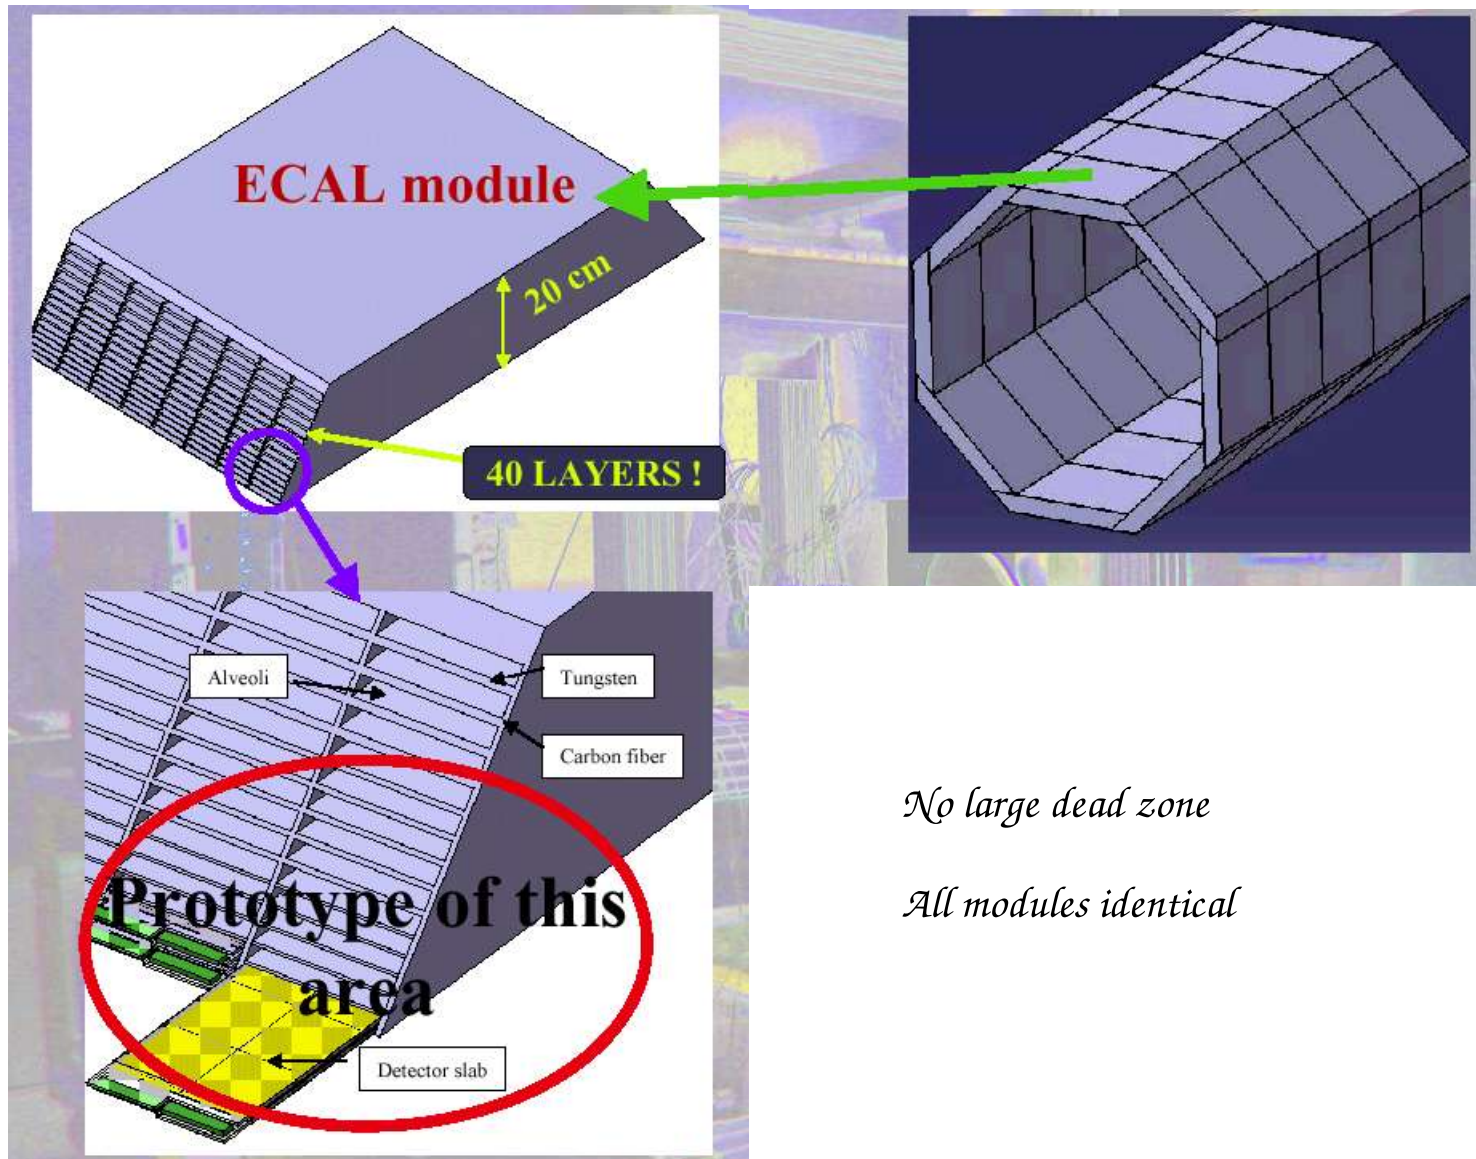 ECAL module
20 cm
40 LAYERS !
Alveoli
Tungsten
Carbon fiber
Prototype of this
area
Detector slab
No large dead zone
All modules identical